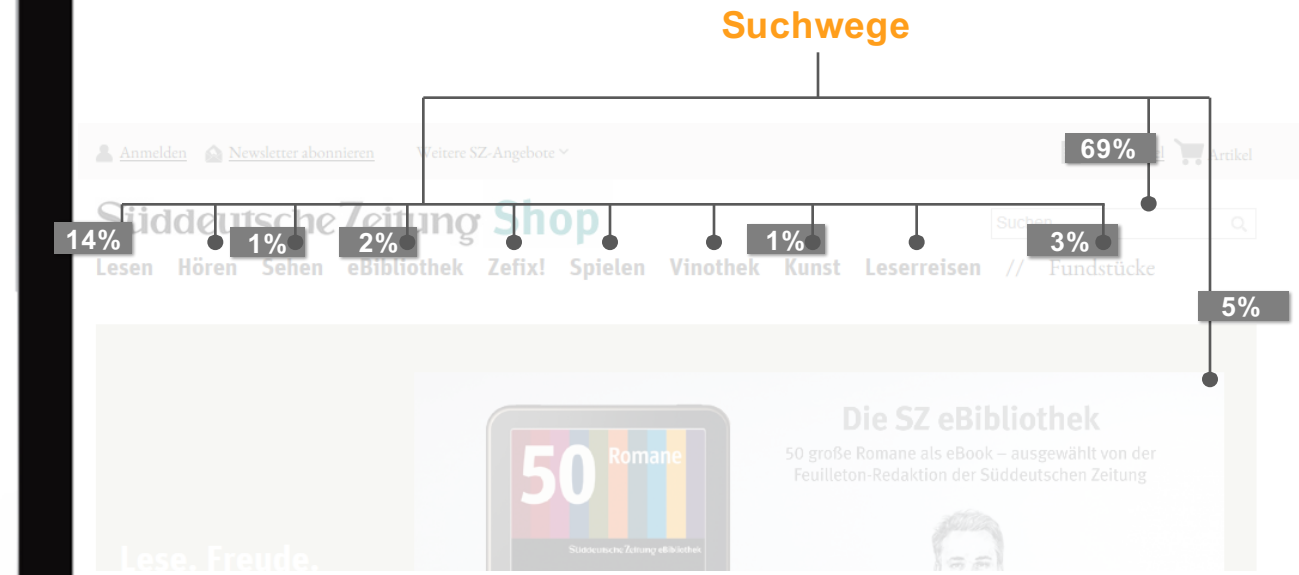 Suchwege
Anmelden Newsletter abonnieren Weitere SZ-Angebote 69% Artikel
Süddeutsche Zeitung Shop Suchen
14% 1% 2% 1% 3%
Lesen Hören Sehen eBibliothek Zefix! Spielen Vinothek Kunst Leserreisen // Fundstücke
5%
Die SZ eBibliothek
50 Romane
50 große Romane als eBook – ausgewählt von der
Feuilleton-Redaktion der Süddeutschen Zeitung
Süddeutsche Zeitung eBibliothek
Lese. Freude.